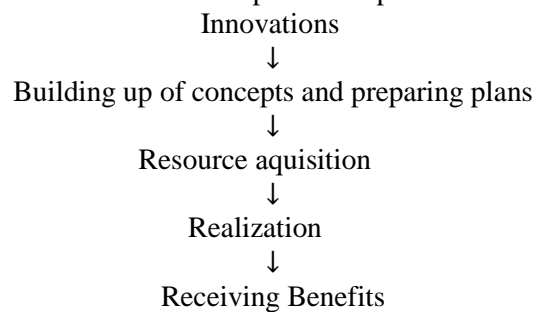 Innovations
↓
Building up of concepts and preparing plans
↓
Resource aquisition
↓
Realization
↓
Receiving Benefits